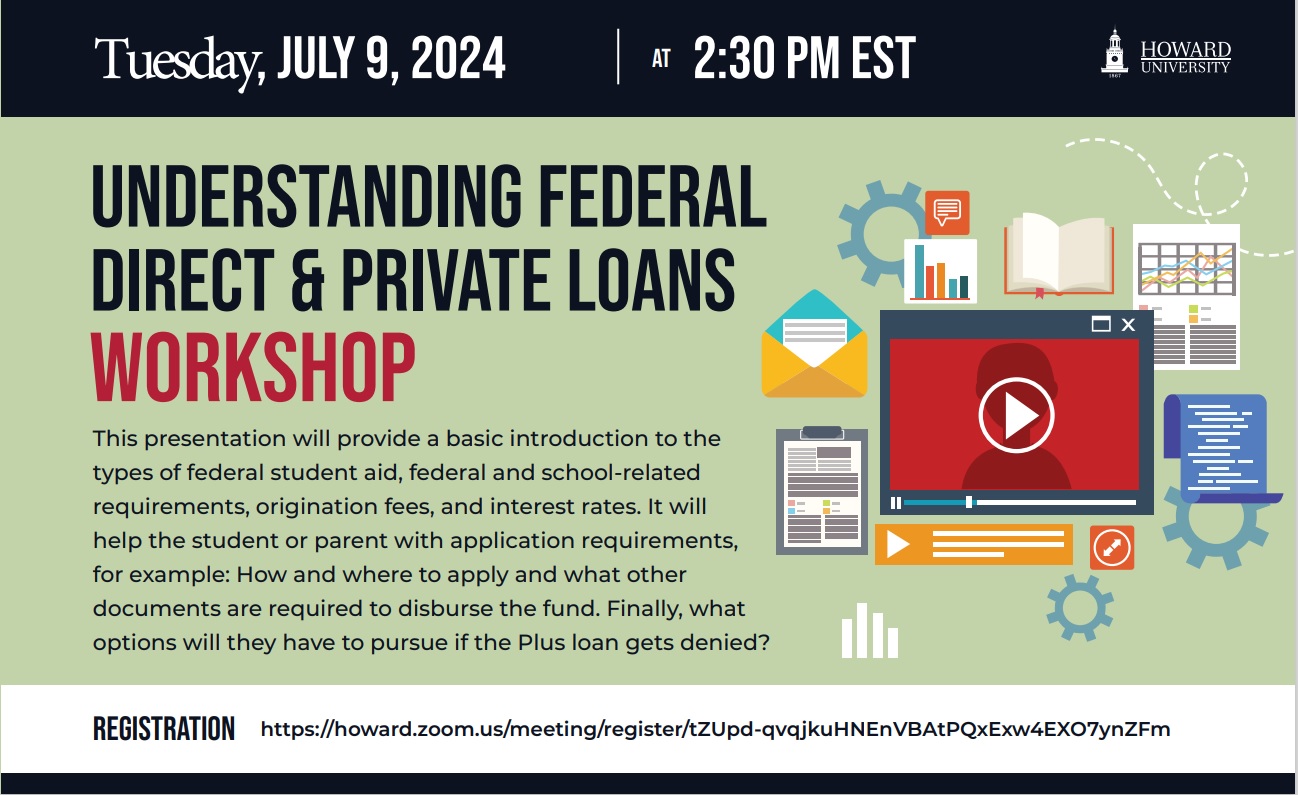 Tuesday, JULY 9, 2024 | AT 2:30 PM EST
HOWARD
UNIVERSITY
1867
UNDERSTANDING FEDERAL
DIRECT & PRIVATE LOANS
WORKSHOP
This presentation will provide a basic introduction to the
types of federal student aid, federal and school-related
requirements, origination fees, and interest rates. It will
help the student or parent with application requirements,
for example: How and where to apply and what other
documents are required to disburse the fund. Finally, what
options will they have to pursue if the Plus loan gets denied?
REGISTRATION https://howard.zoom.us/meeting/register/tZUpd-qvqjkuHNEnVBAtPQxExw4EXO7ynZFm